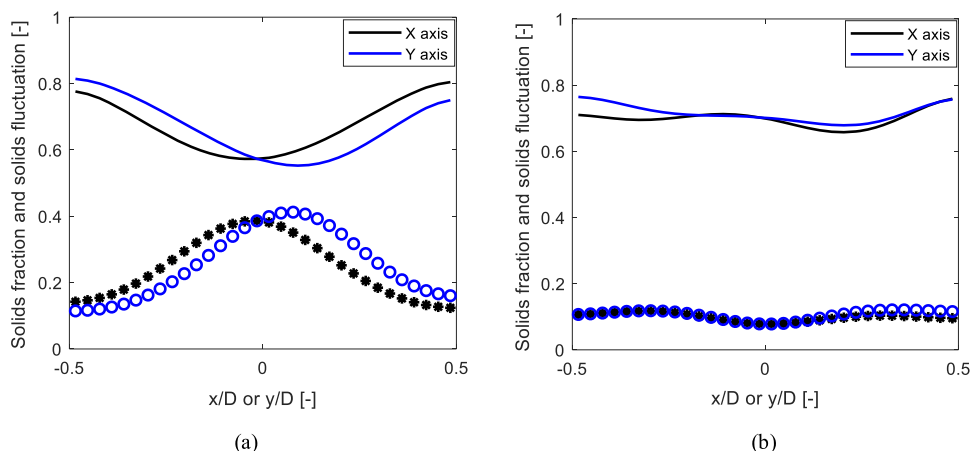 Solids fraction and solids fluctuation [-]
1
0.8
0.6
0.4
0.2
0
-0.5
0
0.5
x/D or y/D [-]
X axis
Y axis
(a)
Solids fraction and solids fluctuation [-]
1
0.8
0.6
0.4
0.2
0
-0.5
0
0.5
x/D or y/D [-]
X axis
Y axis
(b)